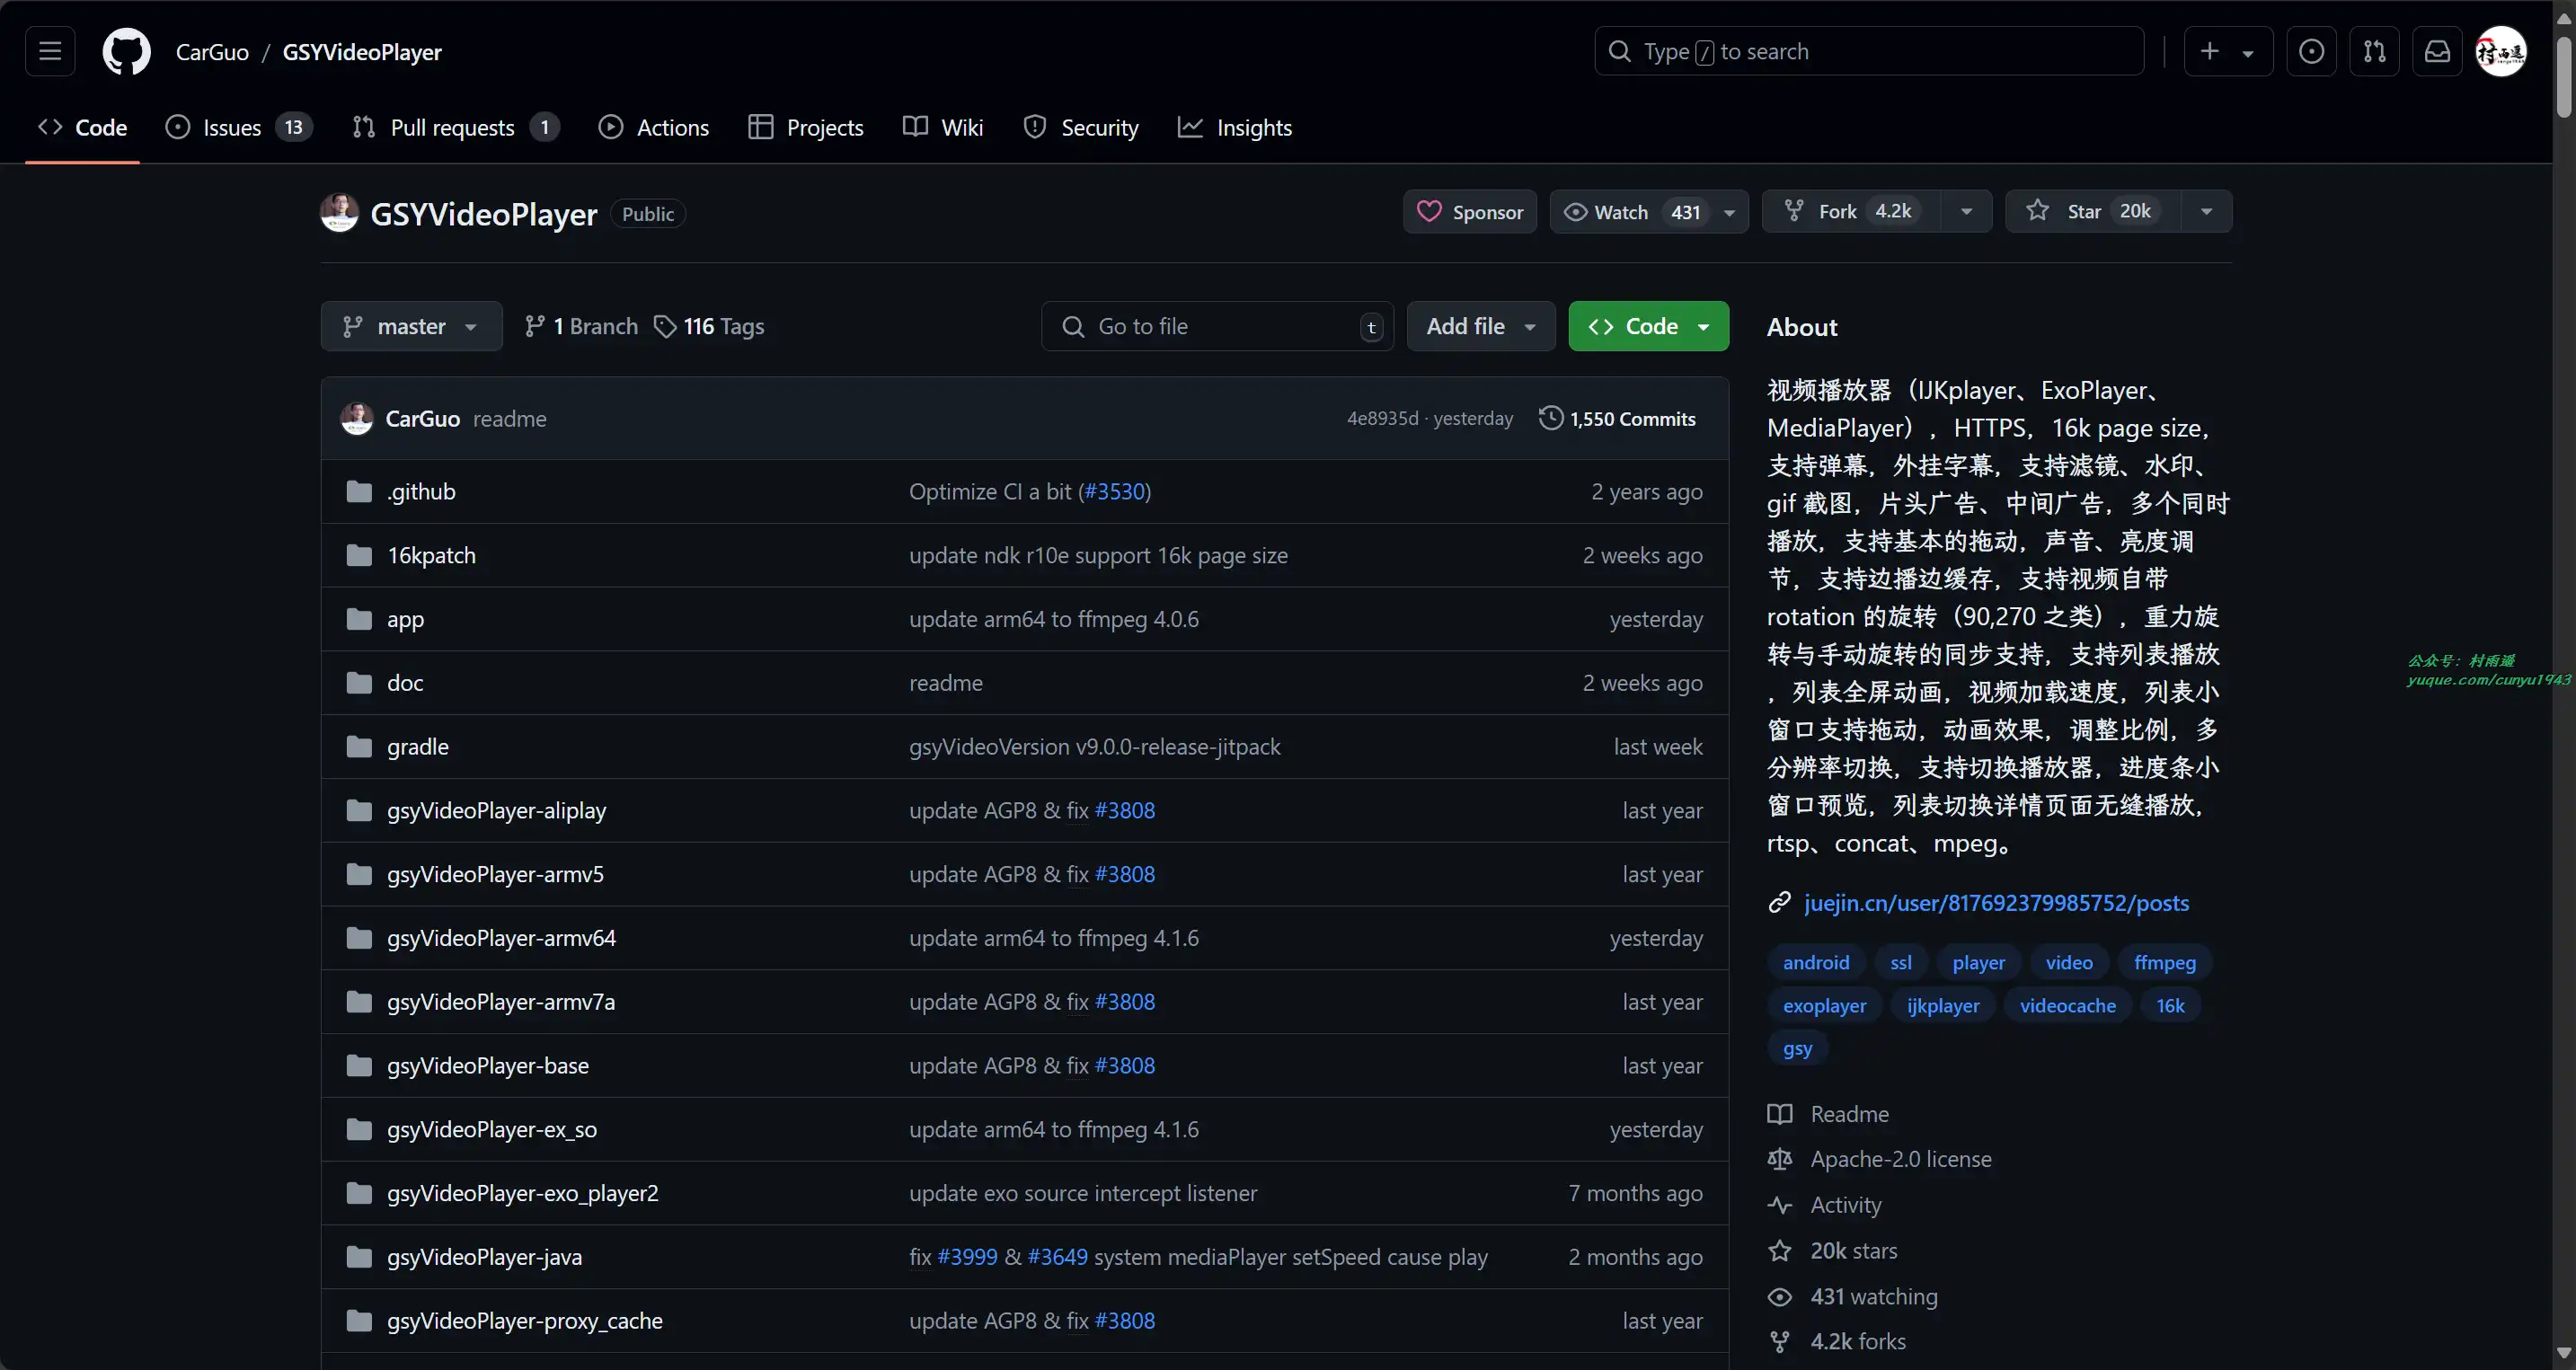 CarGuo / GSYVideoPlayer
Type / to search
Code
Issues 13
Pull requests 1
Actions
Projects
Wiki
Security
Insights
GSYVideoPlayer Public
Sponsor
Watch 431
Fork 4.2k
Star 20k
master
1 Branch
116 Tags
Go to file t
Add file
Code
CarGuo readme 4e8935d · yesterday 1,550 Commits
.github Optimize CI a bit (#3530) 2 years ago
16kpatch update ndk r10e support 16k page size 2 weeks ago
app update arm64 to ffmpeg 4.0.6 yesterday
doc readme 2 weeks ago
gradle gsyVideoVersion v9.0.0-release-jitpack last week
gsyVideoPlayer-aliplay update AGP8 & fix #3808 last year
gsyVideoPlayer-armv5 update AGP8 & fix #3808 last year
gsyVideoPlayer-armv64 update arm64 to ffmpeg 4.1.6 yesterday
gsyVideoPlayer-armv7a update AGP8 & fix #3808 last year
gsyVideoPlayer-base update AGP8 & fix #3808 last year
gsyVideoPlayer-ex_so update arm64 to ffmpeg 4.1.6 yesterday
gsyVideoPlayer-exo_player2 update exo source intercept listener 7 months ago
gsyVideoPlayer-java fix #3999 & #3649 system mediaPlayer setSpeed cause play 2 months ago
gsyVideoPlayer-proxy_cache update AGP8 & fix #3808 last year
About
视频播放器（IJKplayer、ExoPlayer、
MediaPlayer），HTTPS，16k page size，
支持弹幕，外挂字幕，支持滤镜、水印、
gif 截图，片头广告、中间广告，多个同时
播放，支持基本的拖动，声音、亮度调
节，支持边播边缓存，支持视频自带
rotation 的旋转（90,270 之类），重力旋
转与手动旋转的同步支持，支持列表播放
，列表全屏动画，视频加载速度，列表小
窗口支持拖动，动画效果，调整比例，多
分辨率切换，支持切换播放器，进度条小
窗口预览，列表切换详情页面无缝播放，
rtsp、concat、mpeg。
juejin.cn/user/817692379985752/posts
android ssl player video ffmpeg
exoplayer ijkplayer videocache 16k
gsy
Readme
Apache-2.0 license
Activity
20k stars
431 watching
4.2k forks
公众号：村雨遥
yuque.com/cunyu1943